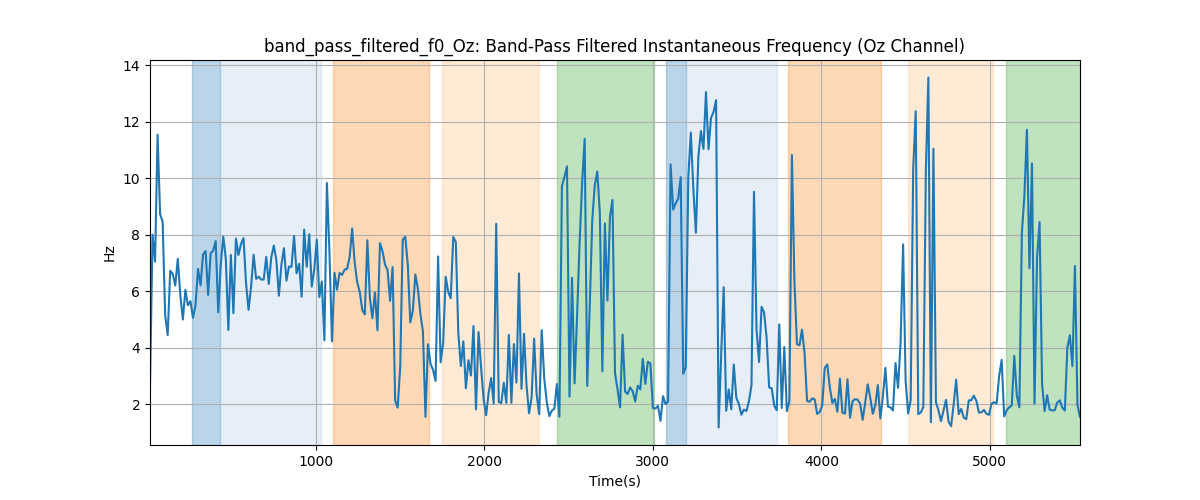 band_pass_filtered_f0_Oz: Band-Pass Filtered Instantaneous Frequency (Oz Channel)
14
12
10
8
6
4
2
Hz
1000 2000 3000 4000 5000
Time(s)